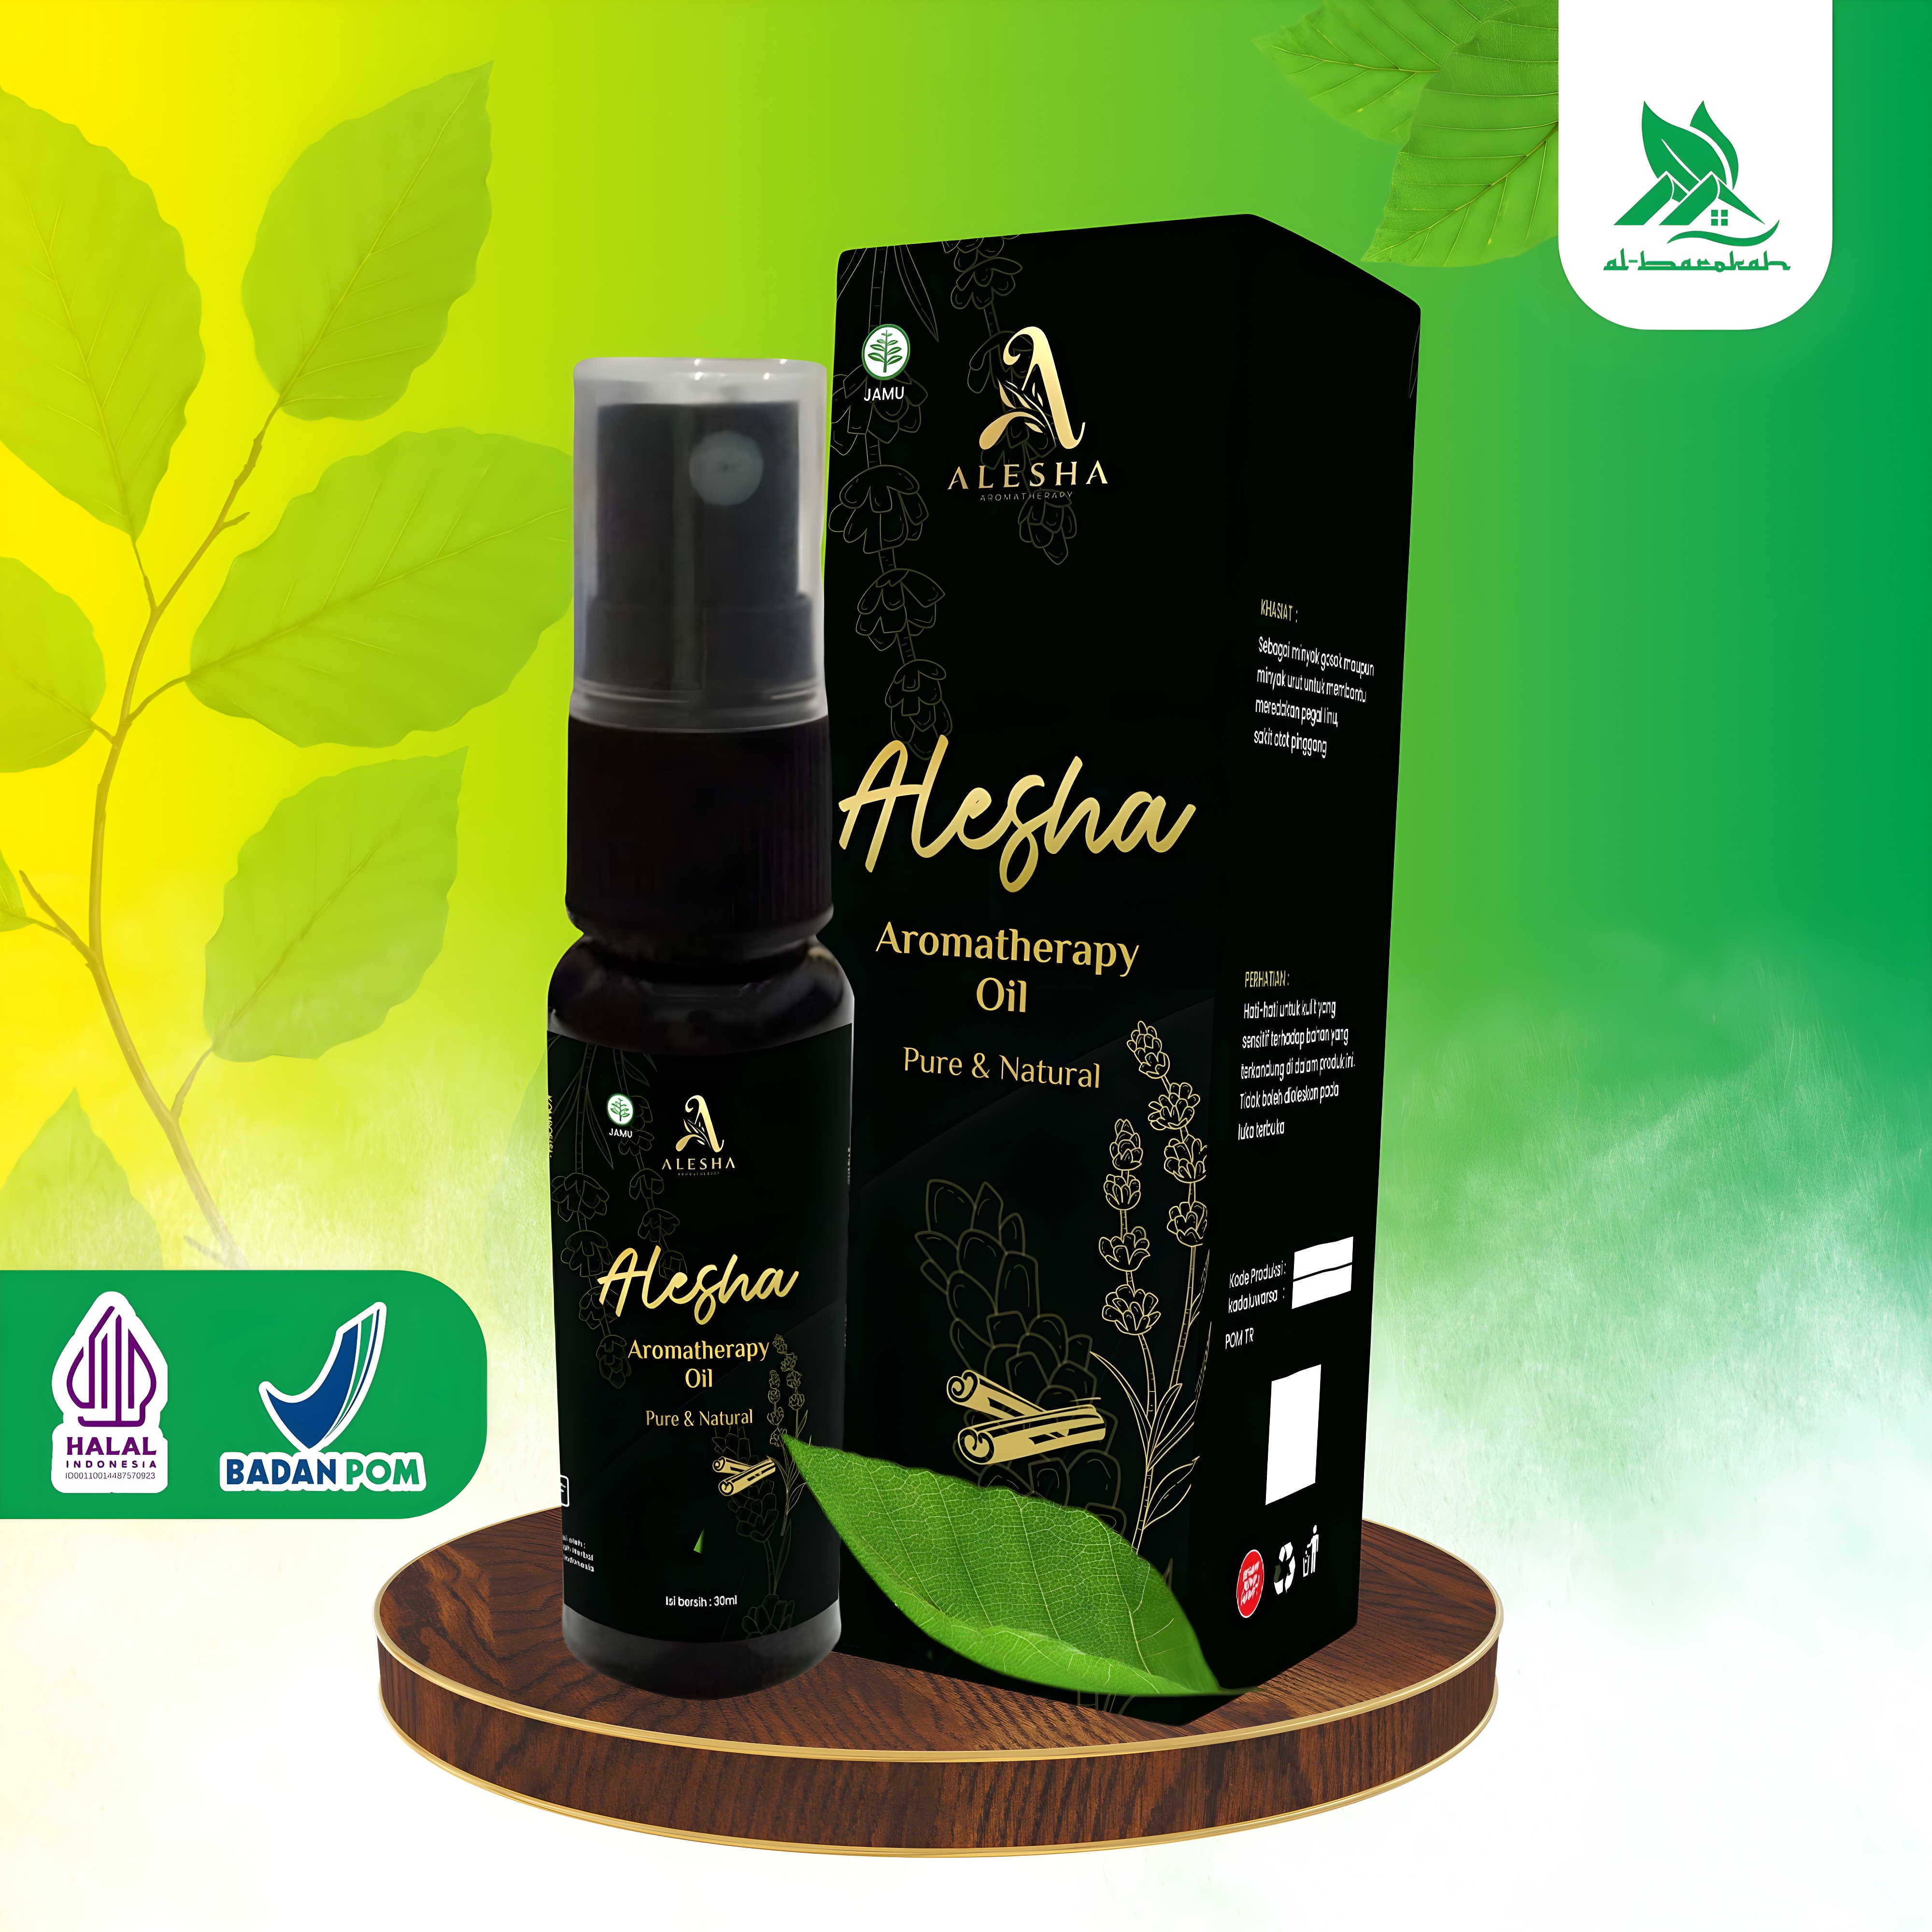 al-barokah
JAMU
ALESHA
AROMATHERAPY
Alesha
Aromatherapy
Oil
Pure & Natural
KHASIAT :
Sebagai minyak gosok maupun
minyak urut untuk membantu
meredakan pegal linu,
sakit otot pinggang
PERHATIAN :
Hati-hati untuk kulit yang
sensitif terhadap bahan yang
terkandung di dalam produk ini.
Tidak boleh dioleskan pada
luka terbuka
Kode Produksi :
kadaluwarsa :
POM TR
JAMU
ALESHA
AROMATHERAPY
Alesha
Aromatherapy
Oil
Pure & Natural
Isi bersih : 30ml
HALAL
INDONESIA
ID00110014487570923
BADAN POM